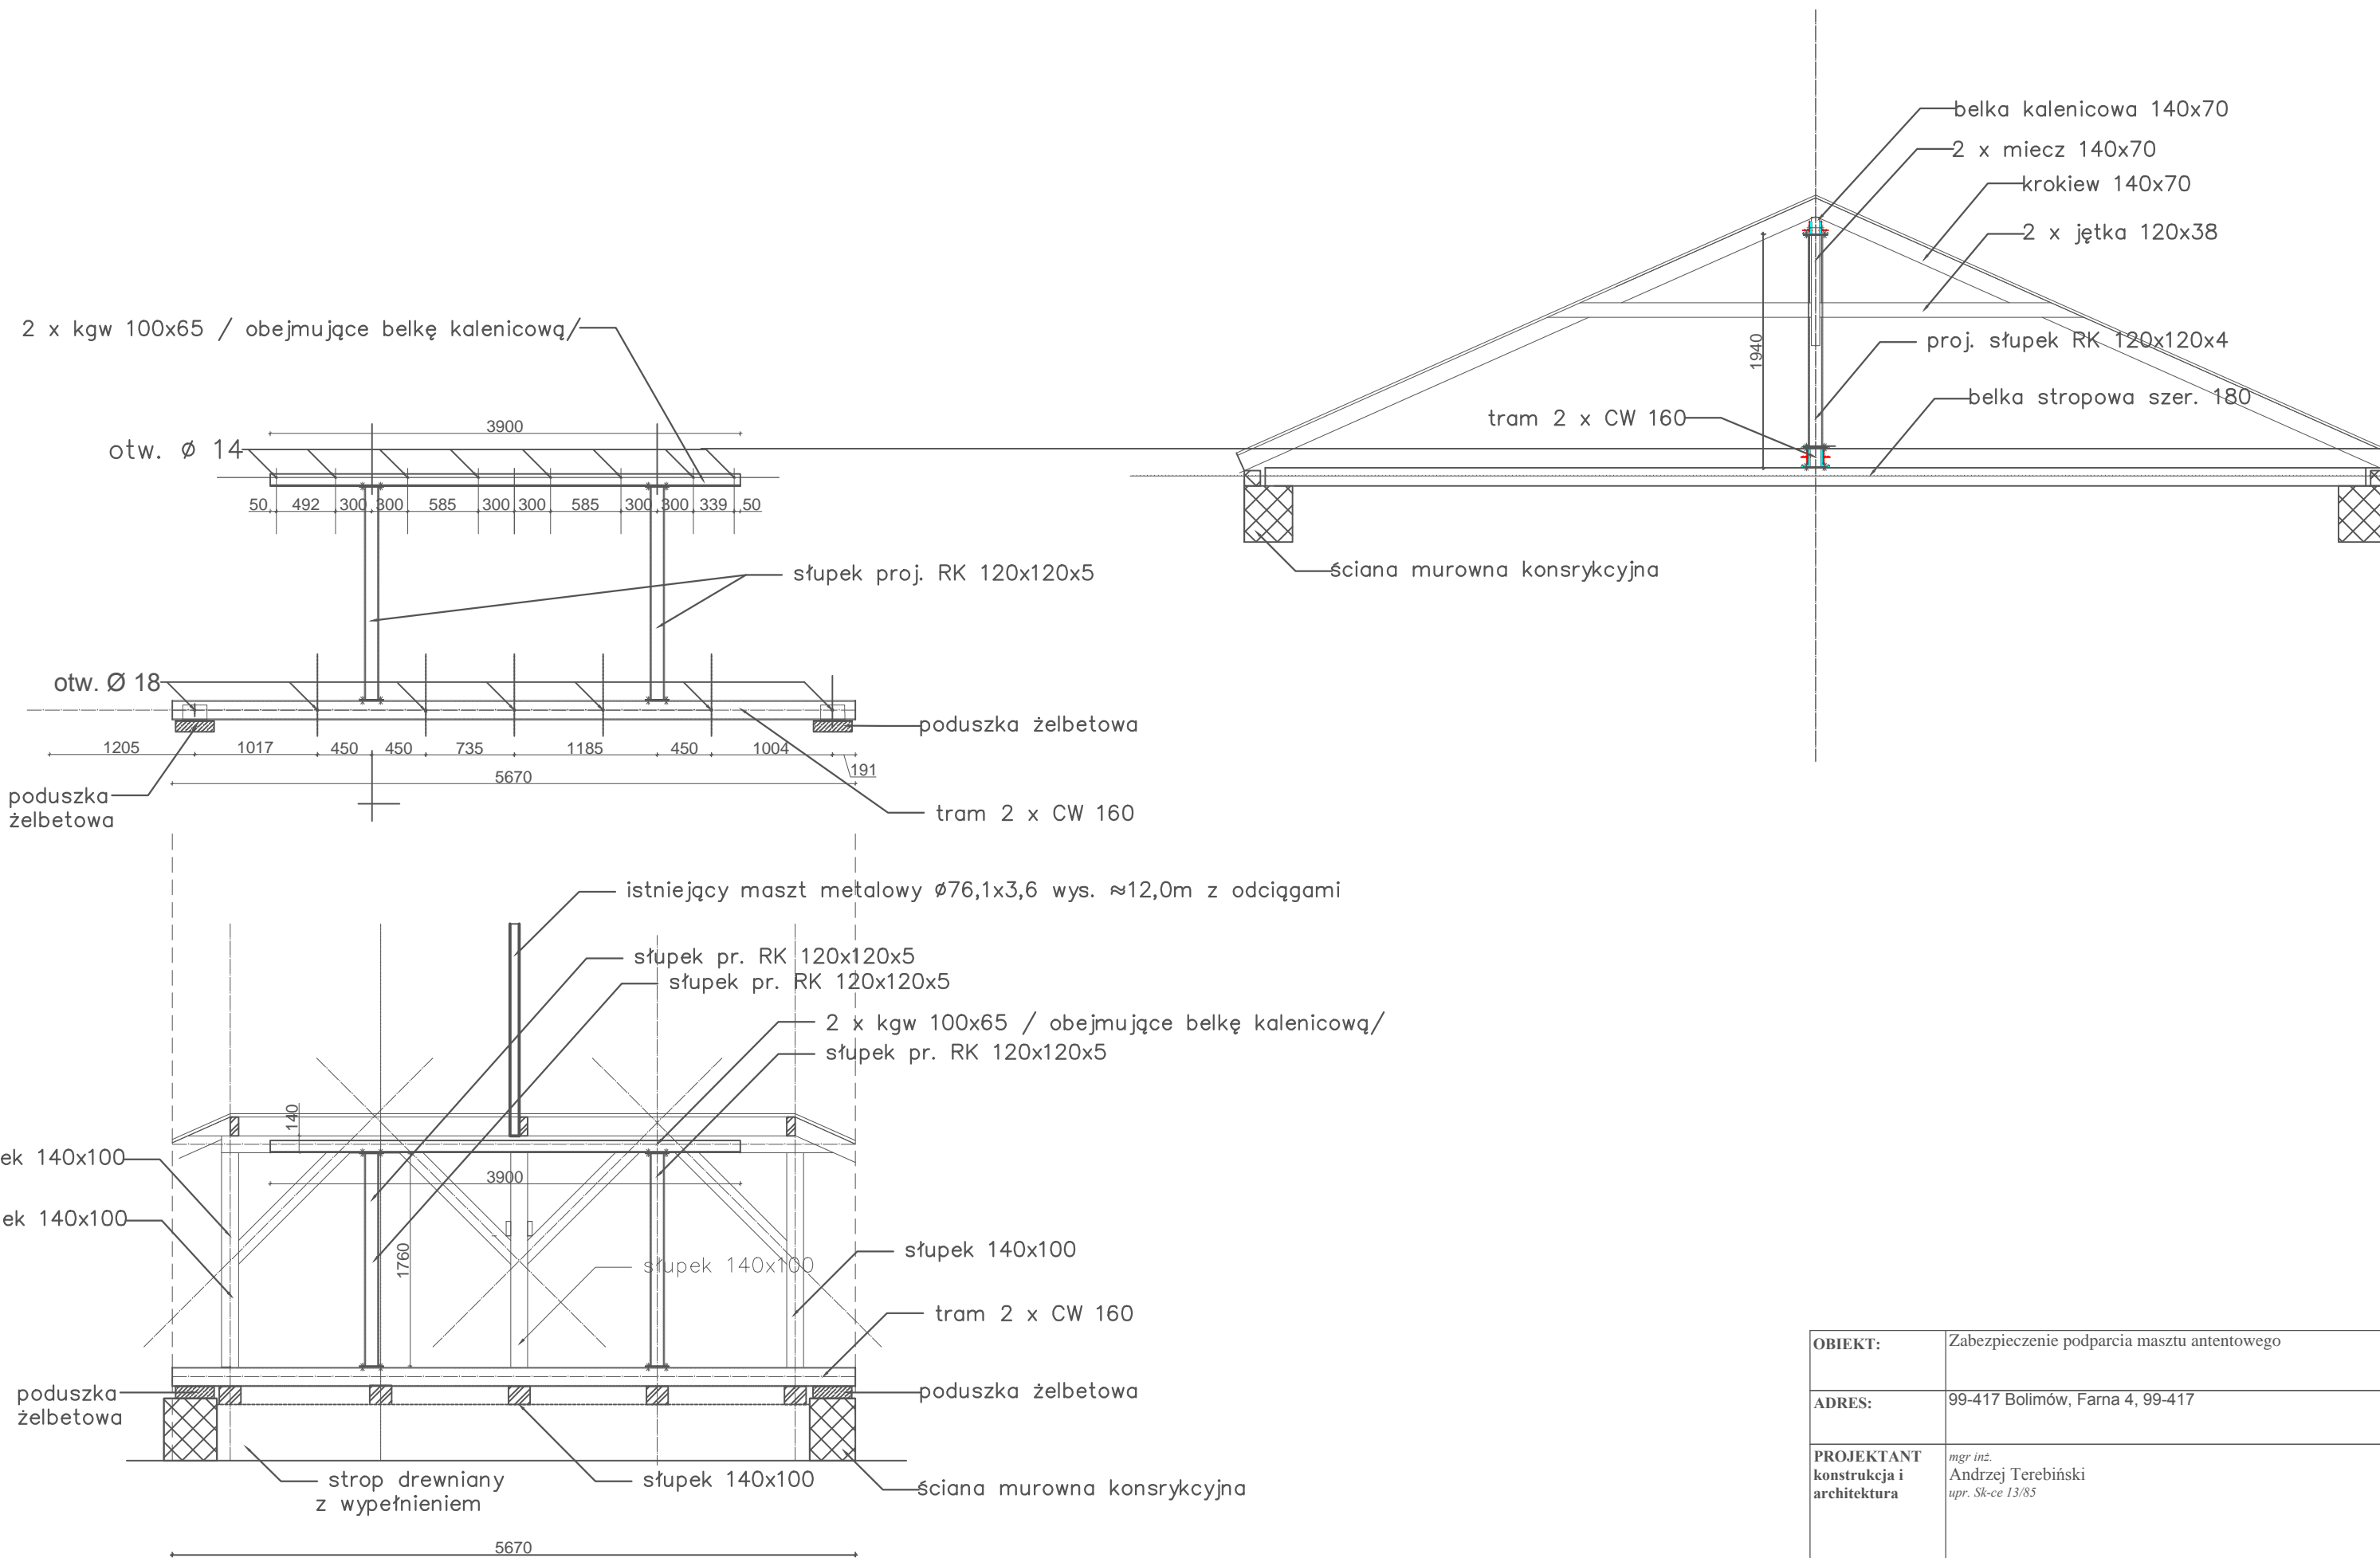 belka kalenicowa 140x70
2 x miecz 140x70
krokiew 140x70
2 x jętka 120x38
1940
proj. słupek RK 120x120x4
belka stropowa szer. 180
tram 2 x CW 160
ściana murowna konsrykcyjna
2 x kgw 100x65 / obejmujące belkę kalenicową/
3900
otw. ø 14
50 492 300 300 585 300 300 585 300 300 339 50
słupek proj. RK 120x120x5
otw. Ø 18
poduszka żelbetowa
1205 1017 450 450 735 1185 450 1004
191
5670
poduszka
żelbetowa
tram 2 x CW 160
istniejący maszt metalowy ø76,1x3,6 wys. ≈12,0m z odciągami
słupek pr. RK 120x120x5
słupek pr. RK 120x120x5
2 x kgw 100x65 / obejmujące belkę kalenicową/
słupek pr. RK 120x120x5
140
ek 140x100
3900
ek 140x100
1760
słupek 140x100
słupek 140x100
tram 2 x CW 160
poduszka
żelbetowa
poduszka żelbetowa
strop drewniany
z wypełnieniem
słupek 140x100
ściana murowna konsrykcyjna
5670
OBIEKT: Zabezpieczenie podparcia masztu antentowego
ADRES: 99-417 Bolimów, Farna 4, 99-417
PROJEKTANT
konstrukcja i
architektura
mgr inż.
Andrzej Terebiński
upr. Sk-ce 13/85